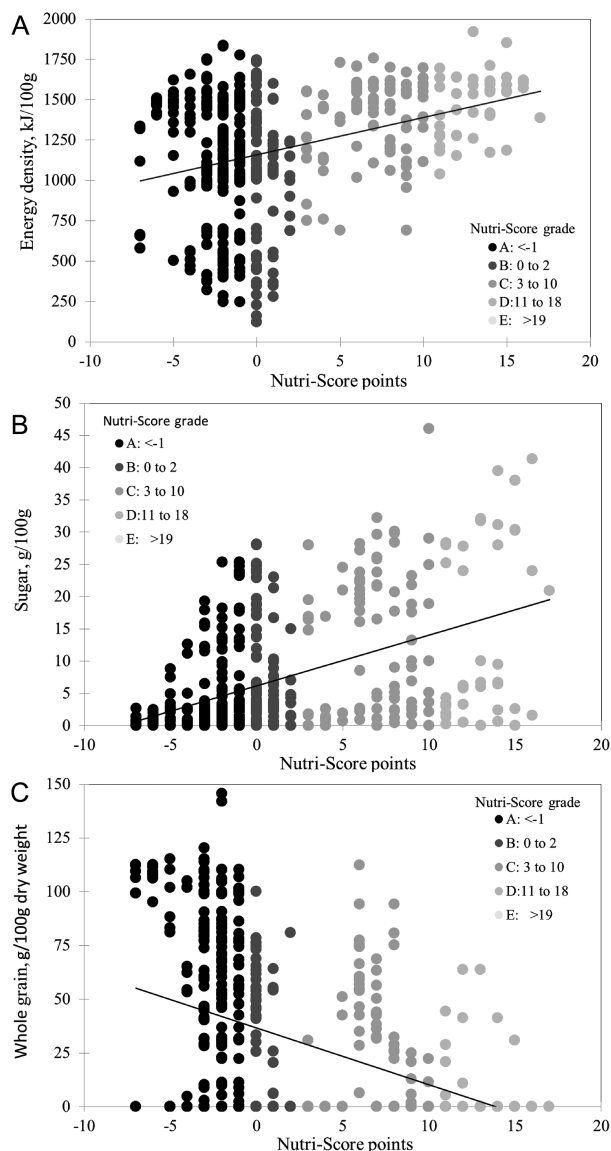 A
2000
1750
1500
1250
1000
750
500
250
0
Energy density, kJ/100g
Nutri-Score grade
A: <-1
B: 0 to 2
C: 3 to 10
D:11 to 18
E: >19
-10 -5 0 5 10 15 20
Nutri-Score points
B
50
45
40
35
30
25
20
15
10
5
0
Sugar, g/100g
Nutri-Score grade
A: <-1
B: 0 to 2
C: 3 to 10
D:11 to 18
E: >19
-10 -5 0 5 10 15 20
Nutri-Score points
C
150
125
100
75
50
25
0
Whole grain, g/100g dry weight
Nutri-Score grade
A: <-1
B: 0 to 2
C: 3 to 10
D:11 to 18
E: >19
-10 -5 0 5 10 15 20
Nutri-Score points